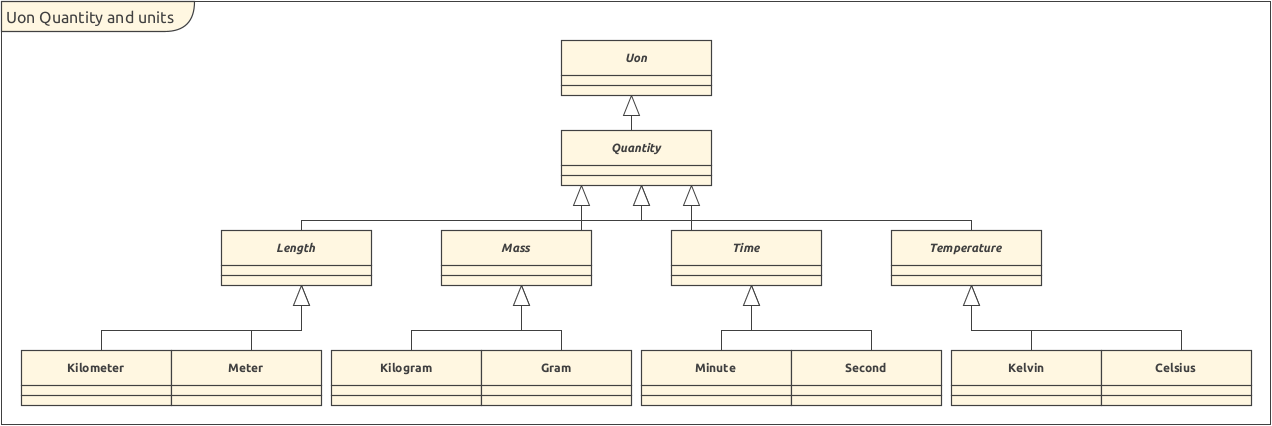 Uon Quantity and units
Uon
Quantity
Length Mass Time Temperature
Kilometer Meter Kilogram Gram Minute Second Kelvin Celsius